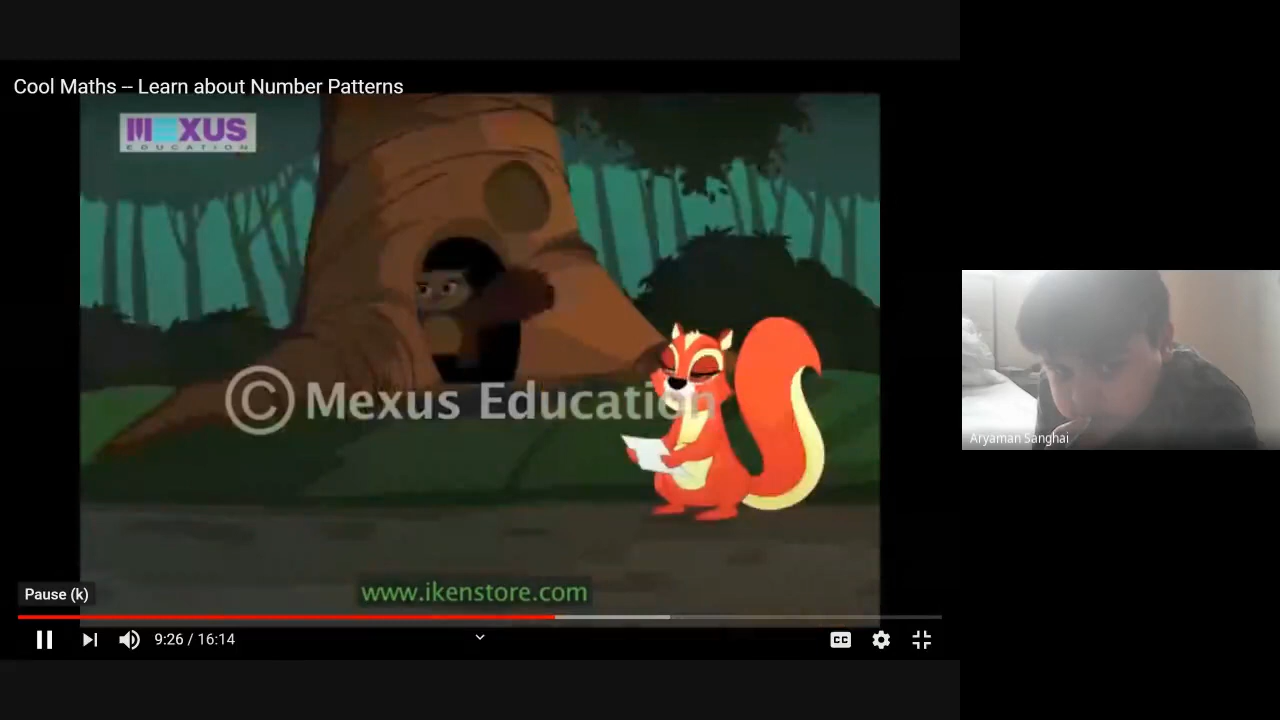 Cool Maths -- Learn about Number Patterns
MEXUS
EDUCATION
© Mexus Education
Aryaman Sanghai
www.ikenstore.com
Pause (k)
9:26 / 16:14
CC